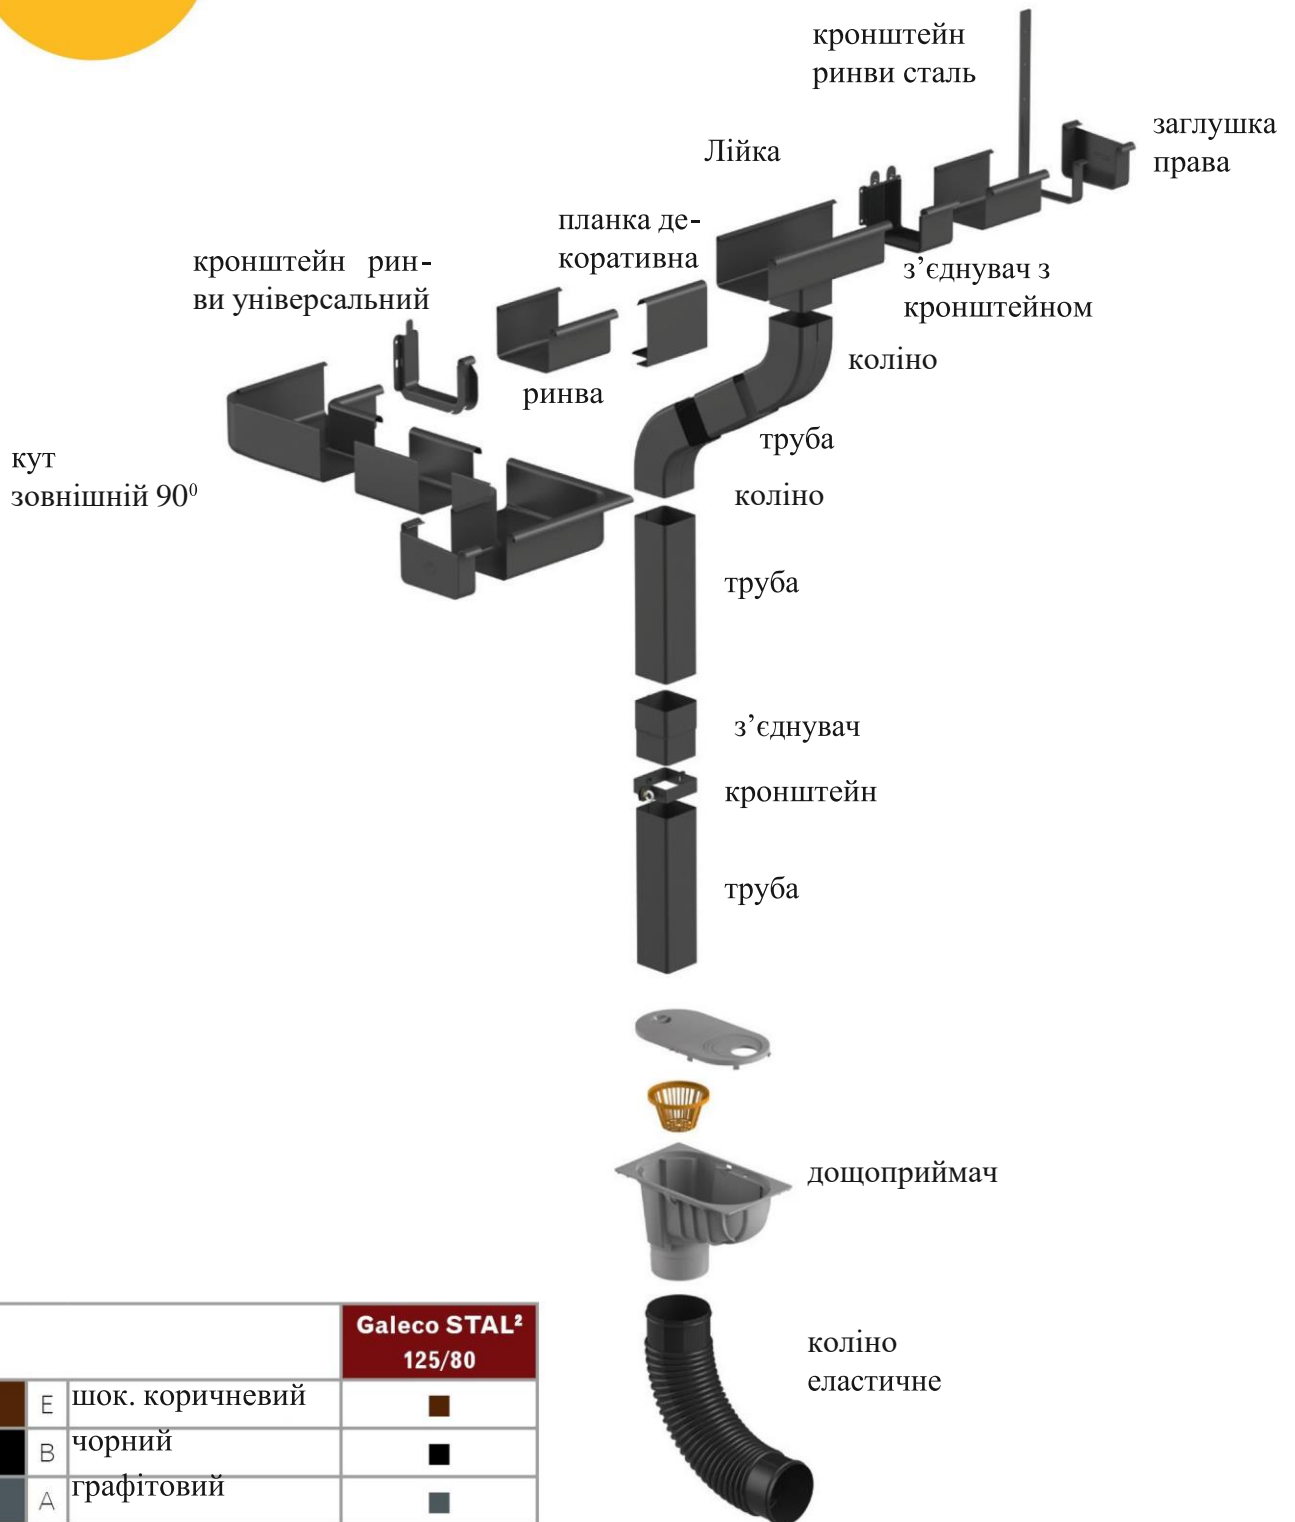 кронштейн
ринви сталь
заглушка
права
Лійка
планка де-
коративна
кронштейн рин-
ви універсальний
з’єднувач з
кронштейном
коліно
ринва
труба
кут
зовнішній 90⁰
коліно
труба
з’єднувач
кронштейн
труба
дощоприймач
коліно
еластичне
Galeco STAL²
125/80
E шок. коричневий
B чорний
A графітовий